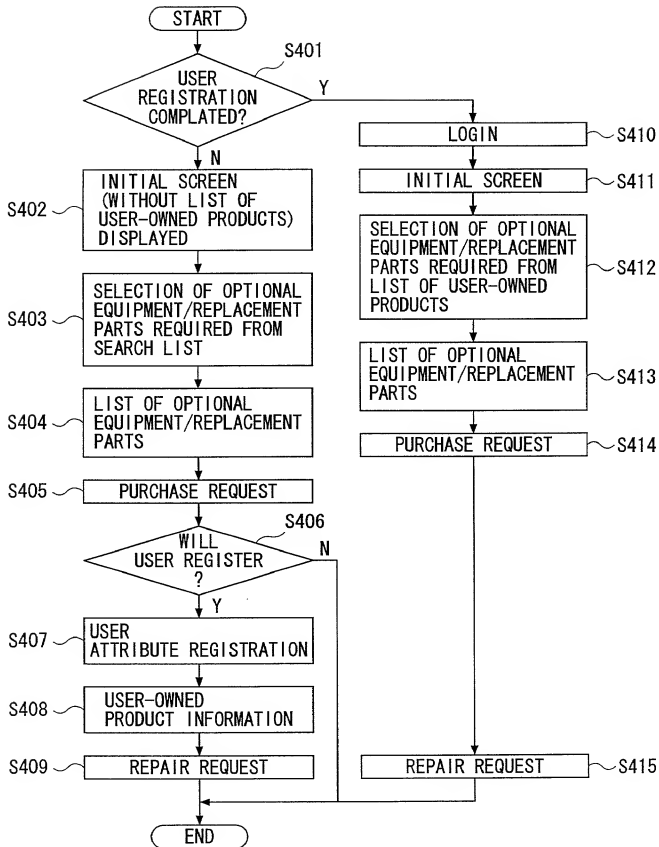 START
S401
USER
REGISTRATION
COMPLATED?
Y
N
S402
INITIAL SCREEN
(WITHOUT LIST OF
USER-OWNED PRODUCTS)
DISPLAYED
S403
SELECTION OF OPTIONAL
EQUIPMENT/REPLACEMENT
PARTS REQUIRED FROM
SEARCH LIST
S404
LIST OF OPTIONAL
EQUIPMENT/REPLACEMENT
PARTS
S405
PURCHASE REQUEST
S406
WILL
USER REGISTER
?
N
Y
S407
USER
ATTRIBUTE REGISTRATION
S408
USER-OWNED
PRODUCT INFORMATION
S409
REPAIR REQUEST
LOGIN
S410
INITIAL SCREEN
S411
SELECTION OF OPTIONAL
EQUIPMENT/REPLACEMENT
PARTS REQUIRED FROM
LIST OF USER-OWNED
PRODUCTS
S412
LIST OF OPTIONAL
EQUIPMENT/REPLACEMENT
PARTS
S413
PURCHASE REQUEST
S414
REPAIR REQUEST
S415
END